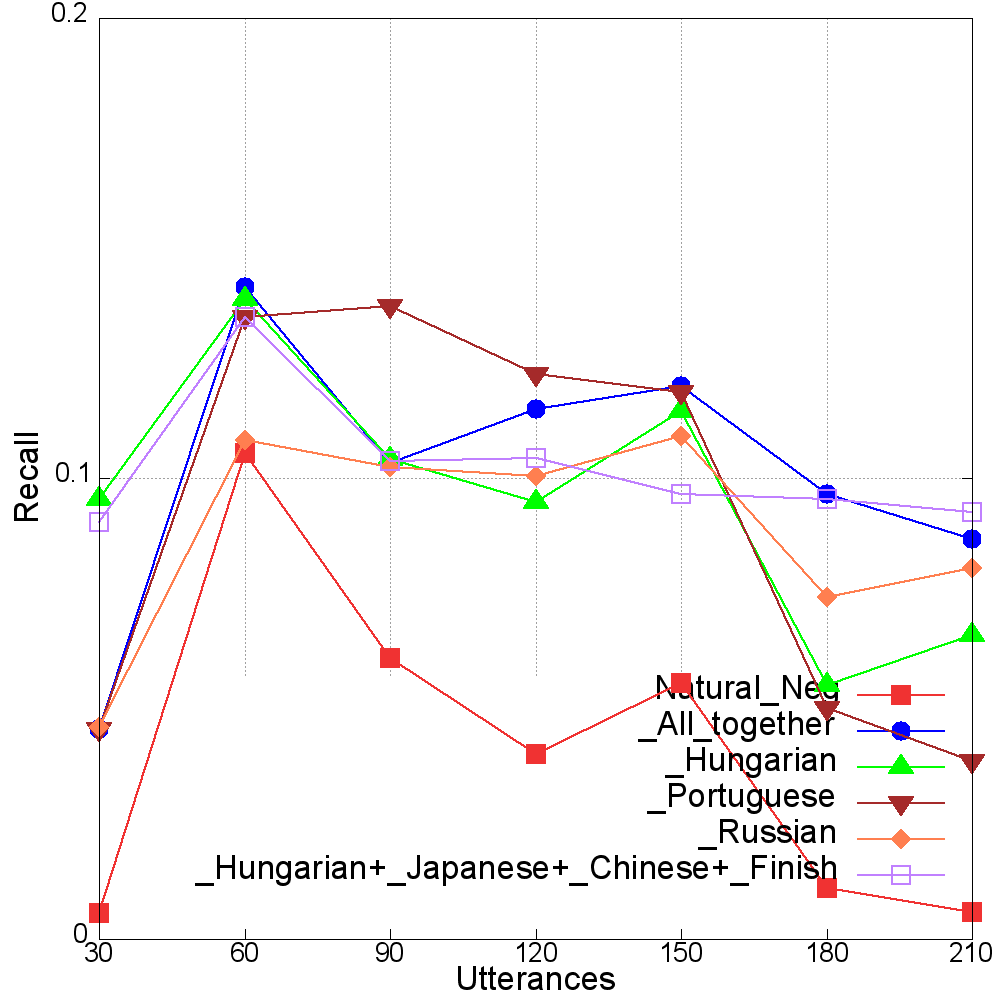 0.2
Recall
0.1
Natural_Neg
_All_together
_Hungarian
_Portuguese
_Russian
_Hungarian+_Japanese+_Chinese+_Finish
0
30 60 90 120 150 180 210
Utterances